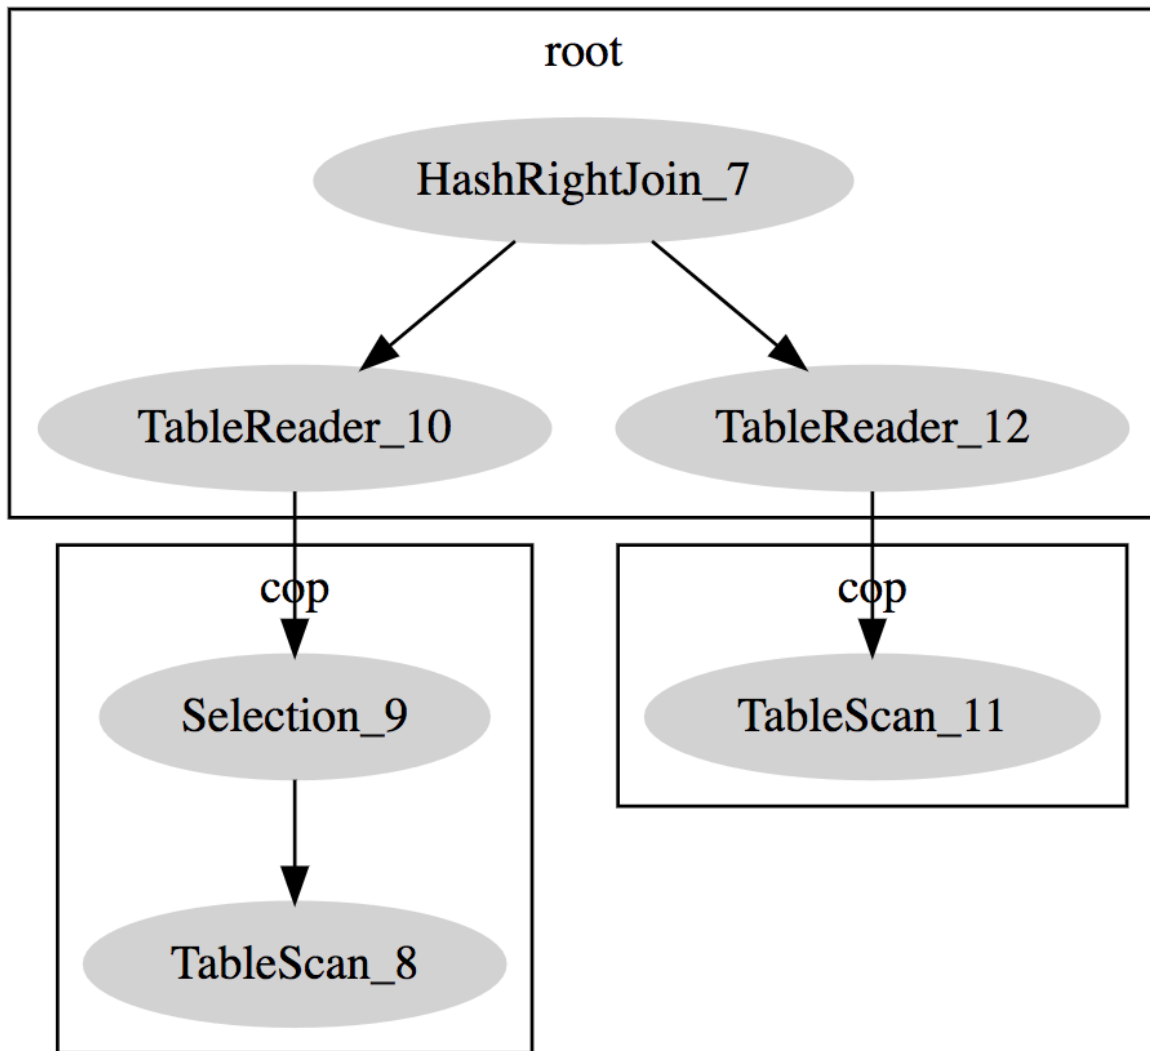 root
HashRightJoin_7
TableReader_10
TableReader_12
cop
cop
Selection_9
TableScan_11
TableScan_8